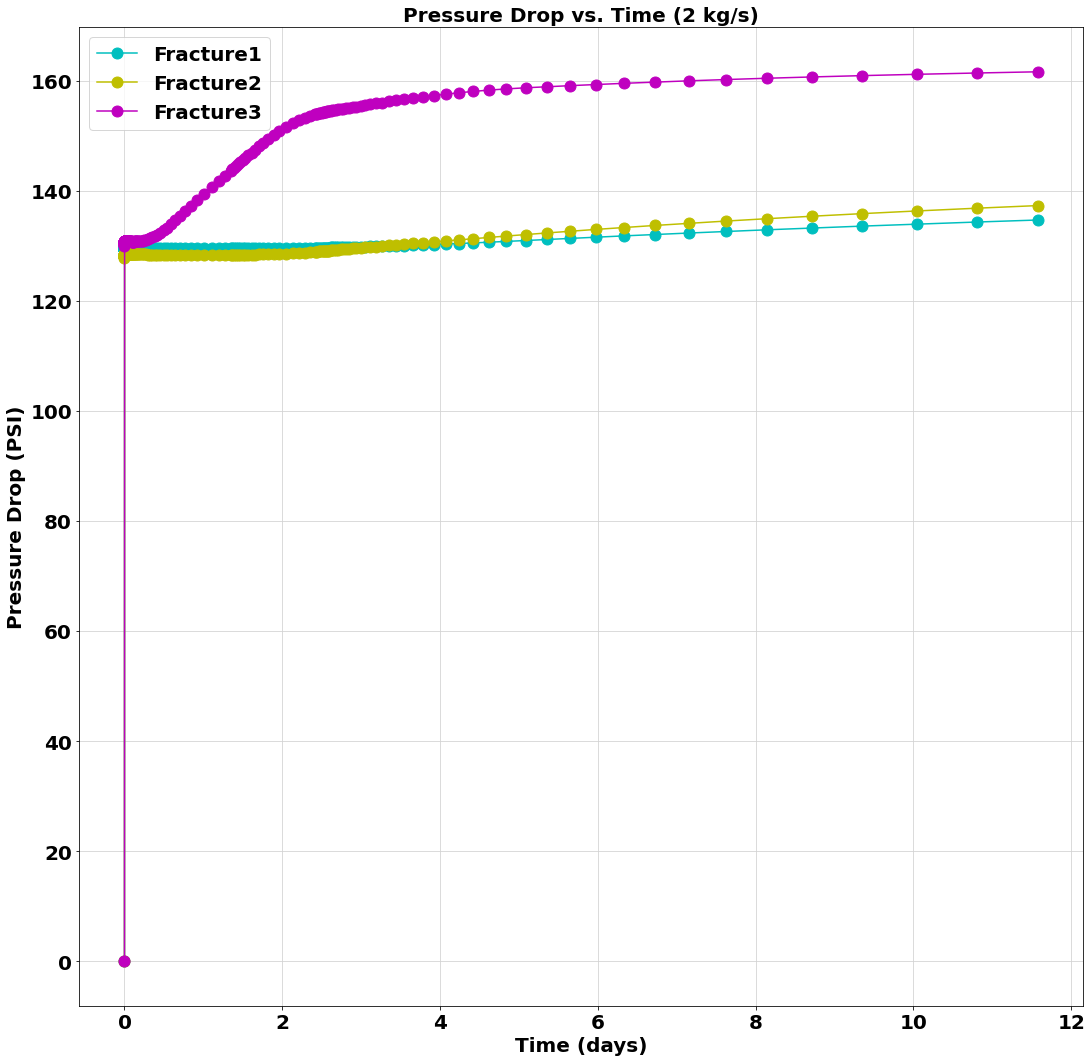 Pressure Drop vs. Time (2 kg/s)
Fracture1
Fracture2
Fracture3
160
140
120
100
80
60
40
20
0
Pressure Drop (PSI)
0 2 4 6 8 10 12
Time (days)